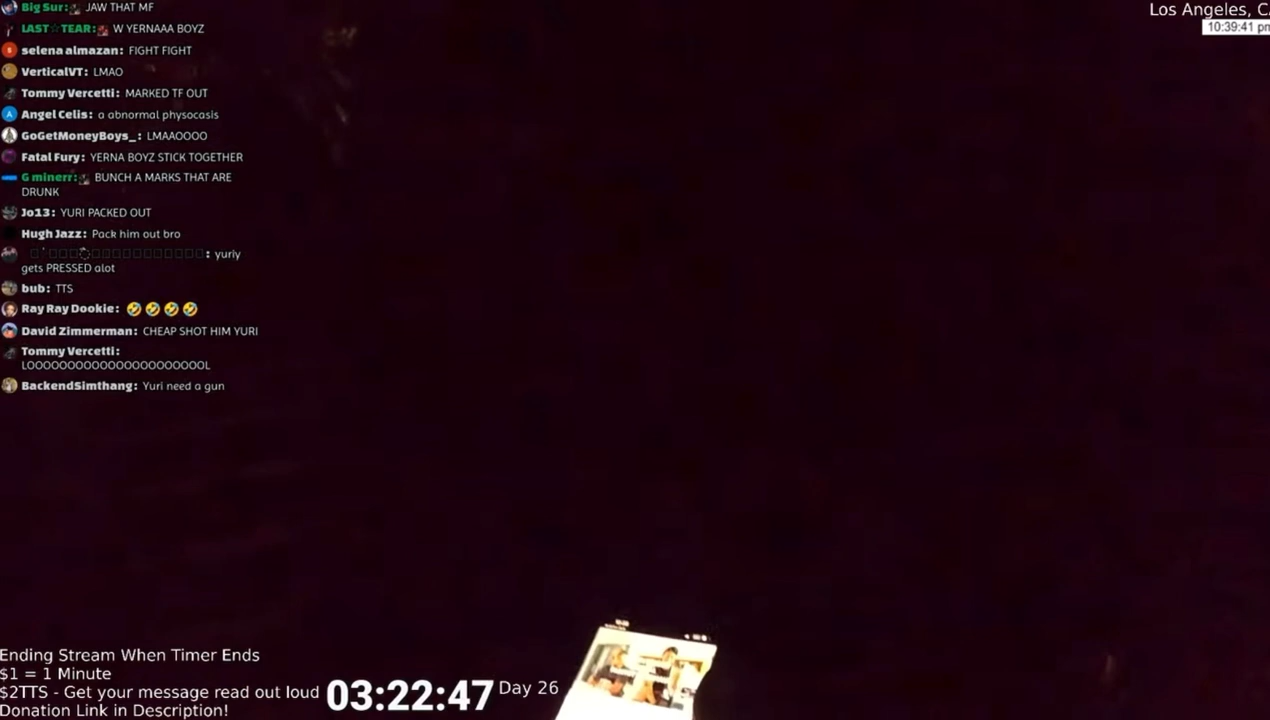 Big Sur: JAW THAT MF
LAST☆TEAR: W YERNAAA BOYZ
selena almazan: FIGHT FIGHT
VerticalVT: LMAO
Tommy Vercetti: MARKED TF OUT
Angel Celis: a abnormal physocasis
GoGetMoneyBoys_: LMAAOOOO
Fatal Fury: YERNA BOYZ STICK TOGETHER
G minerr: BUNCH A MARKS THAT ARE
DRUNK
Jo13: YURI PACKED OUT
Hugh Jazz: Pack him out bro
: yuriy
gets PRESSED alot
bub: TTS
Ray Ray Dookie: 🤣 🤣 🤣 🤣
David Zimmerman: CHEAP SHOT HIM YURI
Tommy Vercetti:
LOOOOOOOOOOOOOOOOOOOOOOL
BackendSimthang: Yuri need a gun
Los Angeles, C
10:39:41 pm
Ending Stream When Timer Ends
$1 = 1 Minute
$2TTS - Get your message read out loud
Donation Link in Description!
03:22:47 Day 26